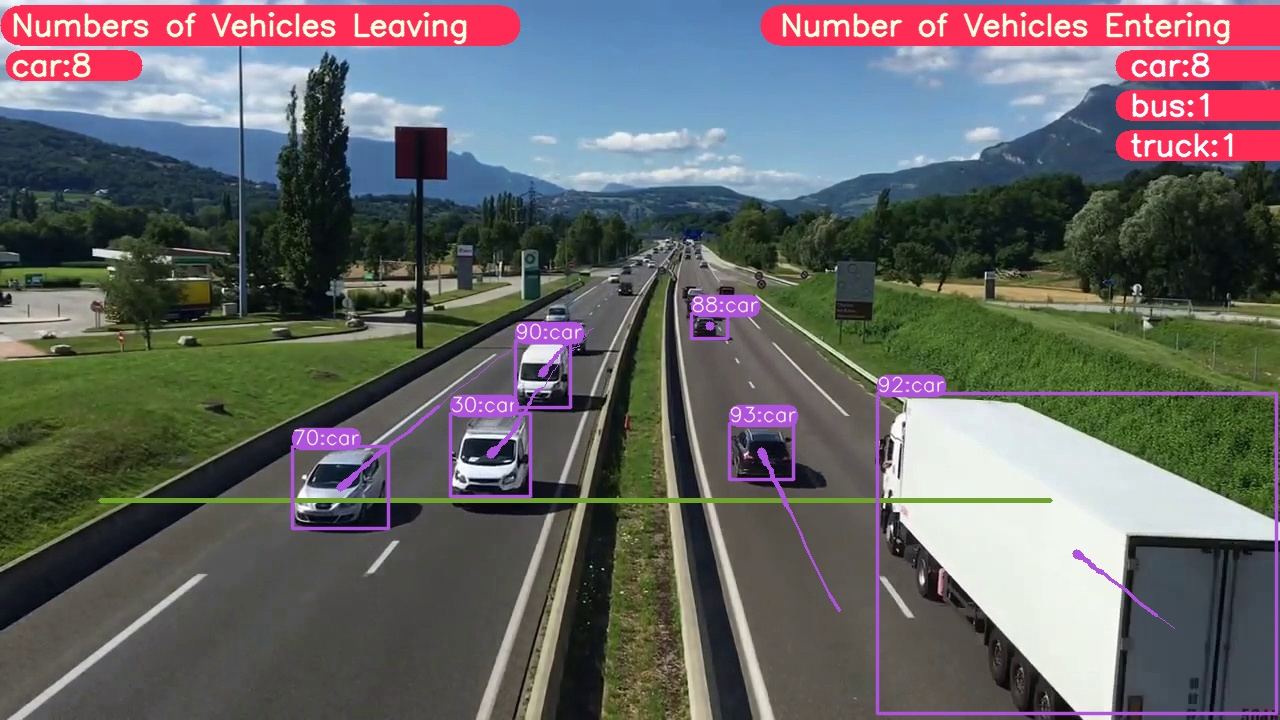 Numbers of Vehicles Leaving
Number of Vehicles Entering
car:8
car:8
bus:1
truck:1
88:car
90:car
92:car
30:car
93:car
70:car